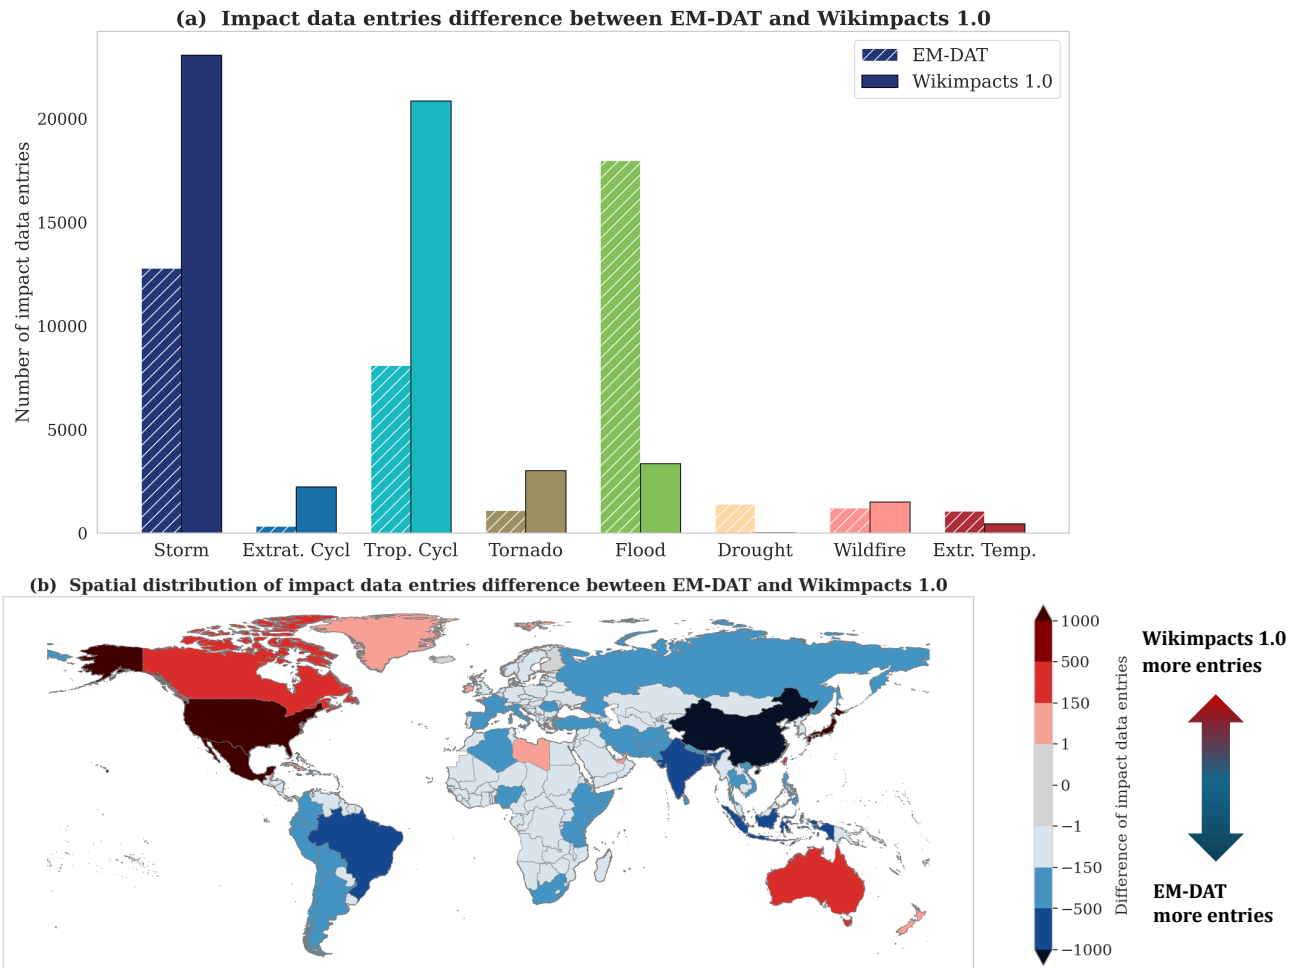 (a)  Impact data entries difference between EM-DAT and Wikimpacts 1.0
EM-DAT
Wikimpacts 1.0
Number of impact data entries
20000
15000
10000
5000
0
Storm
Extrat. Cycl
Trop. Cycl
Tornado
Flood
Drought
Wildfire
Extr. Temp.
(b)  Spatial distribution of impact data entries difference bewteen EM-DAT and Wikimpacts 1.0
1000
500
150
1
0
−1
−150
−500
−1000
Difference of impact data entries
Wikimpacts 1.0
more entries
EM-DAT
more entries